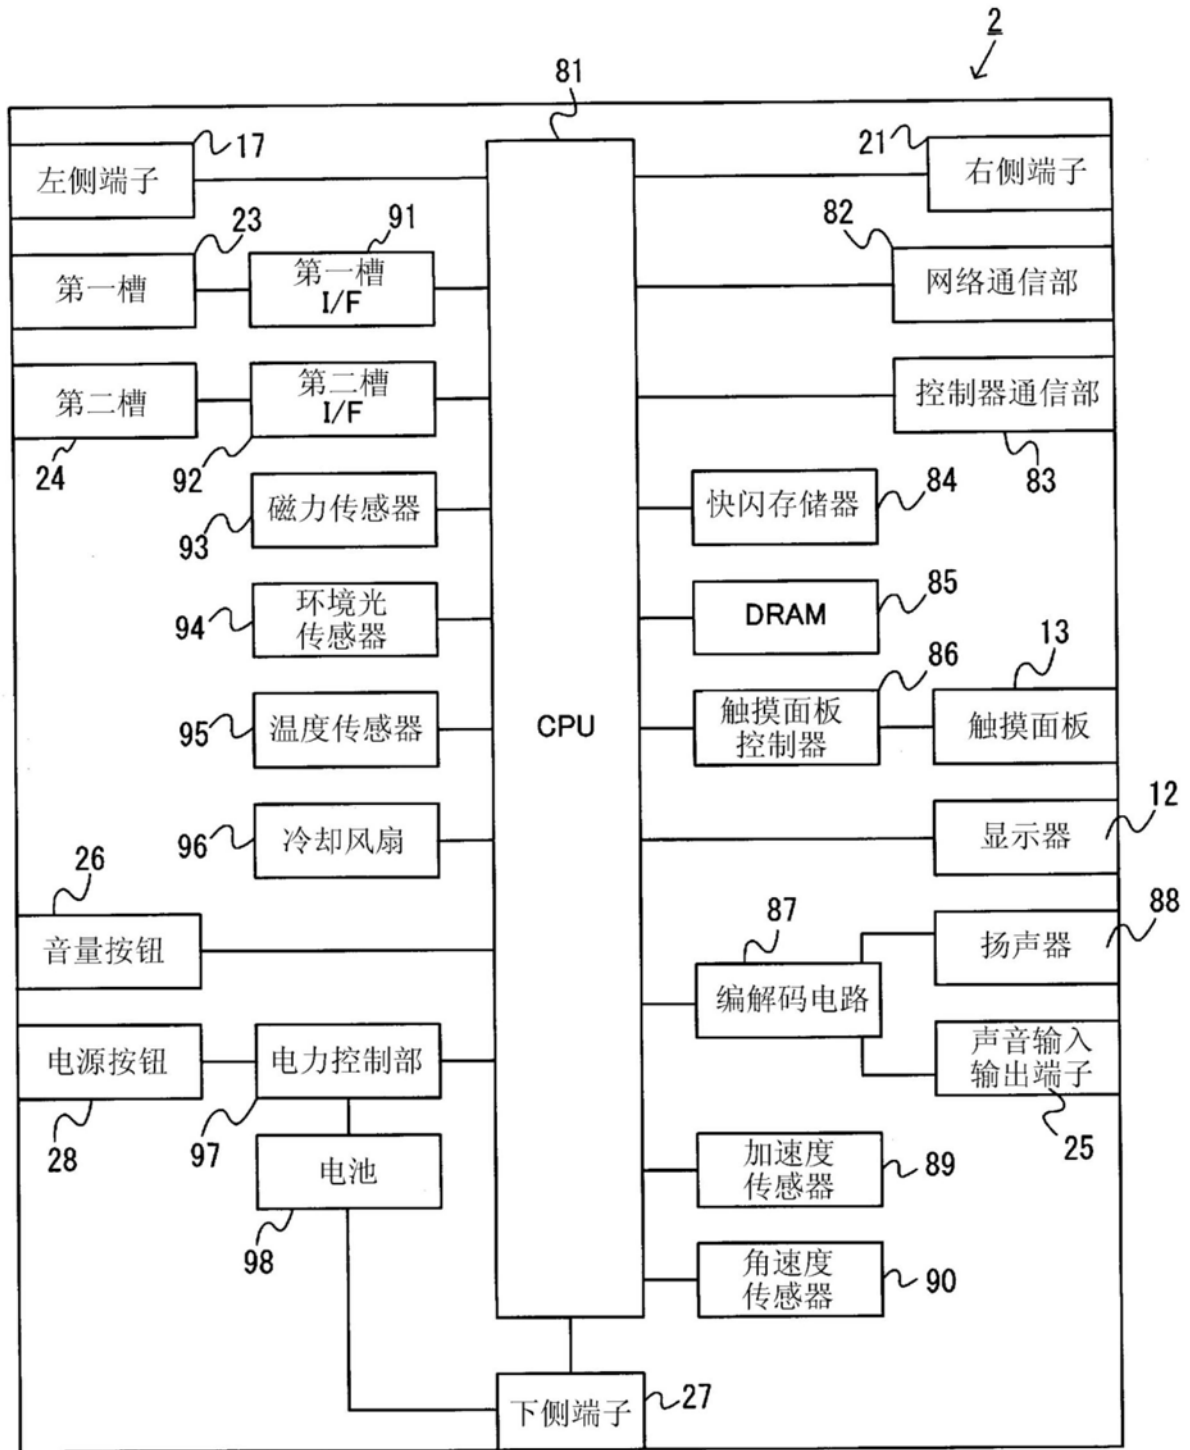 2
81
17
左侧端子
21
右侧端子
23
第一槽
91
第一槽
I/F
82
网络通信部
第二槽
24
第二槽
I/F
92
控制器通信部
83
磁力传感器
93
快闪存储器
84
环境光
传感器
94
DRAM
85
温度传感器
95
CPU
触摸面板
控制器
86
触摸面板
13
冷却风扇
96
显示器
12
26
音量按钮
87
编解码电路
扬声器
88
电源按钮
28
电力控制部
97
声音输入
输出端子
25
电池
98
加速度
传感器
89
角速度
传感器
90
下侧端子
27